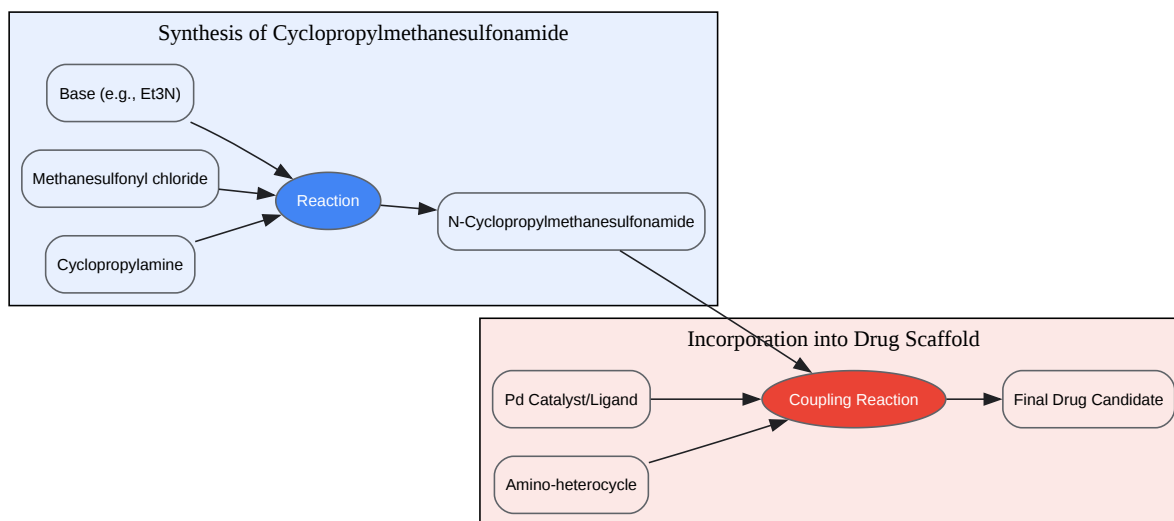 Synthesis of Cyclopropylmethanesulfonamide
Base (e.g., Et3N)
Methanesulfonyl chloride
Reaction
Cyclopropylamine
N-Cyclopropylmethanesulfonamide
Incorporation into Drug Scaffold
Pd Catalyst/Ligand
Coupling Reaction
Final Drug Candidate
Amino-heterocycle